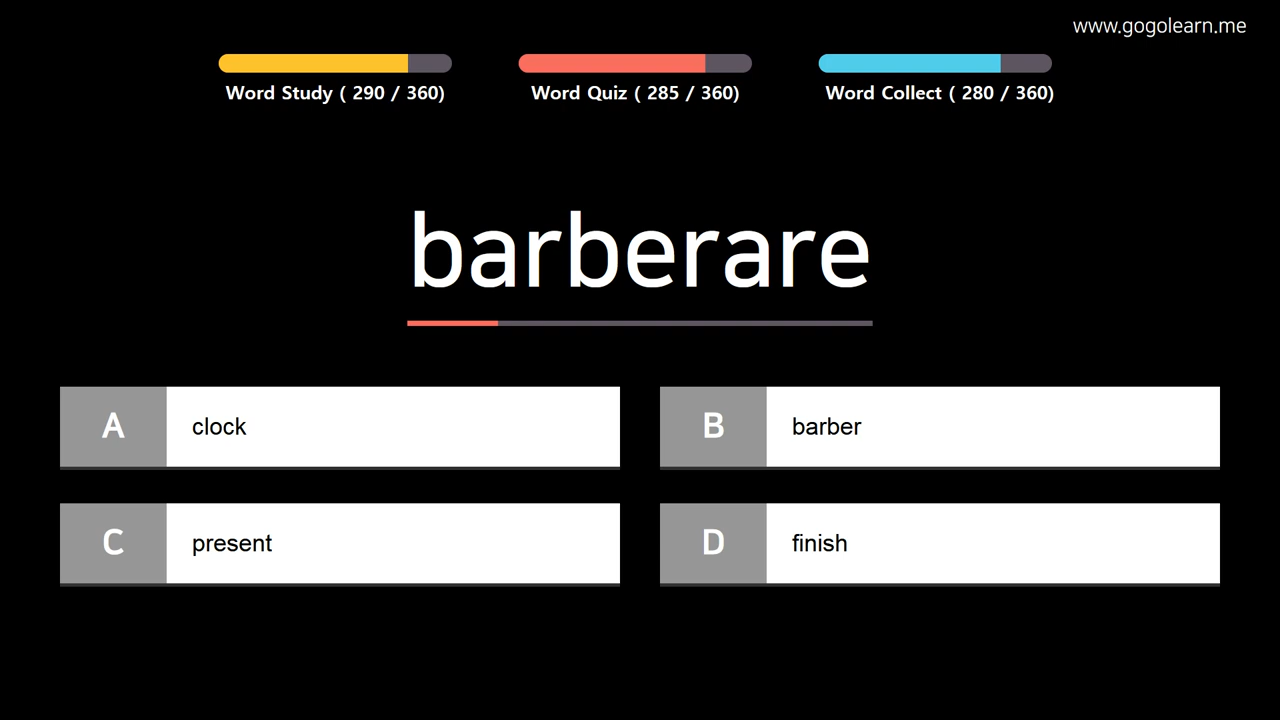 www.gogolearn.me
Word Study ( 290 / 360)
Word Quiz ( 285 / 360)
Word Collect ( 280 / 360)
barberare
A clock
B barber
C present
D finish